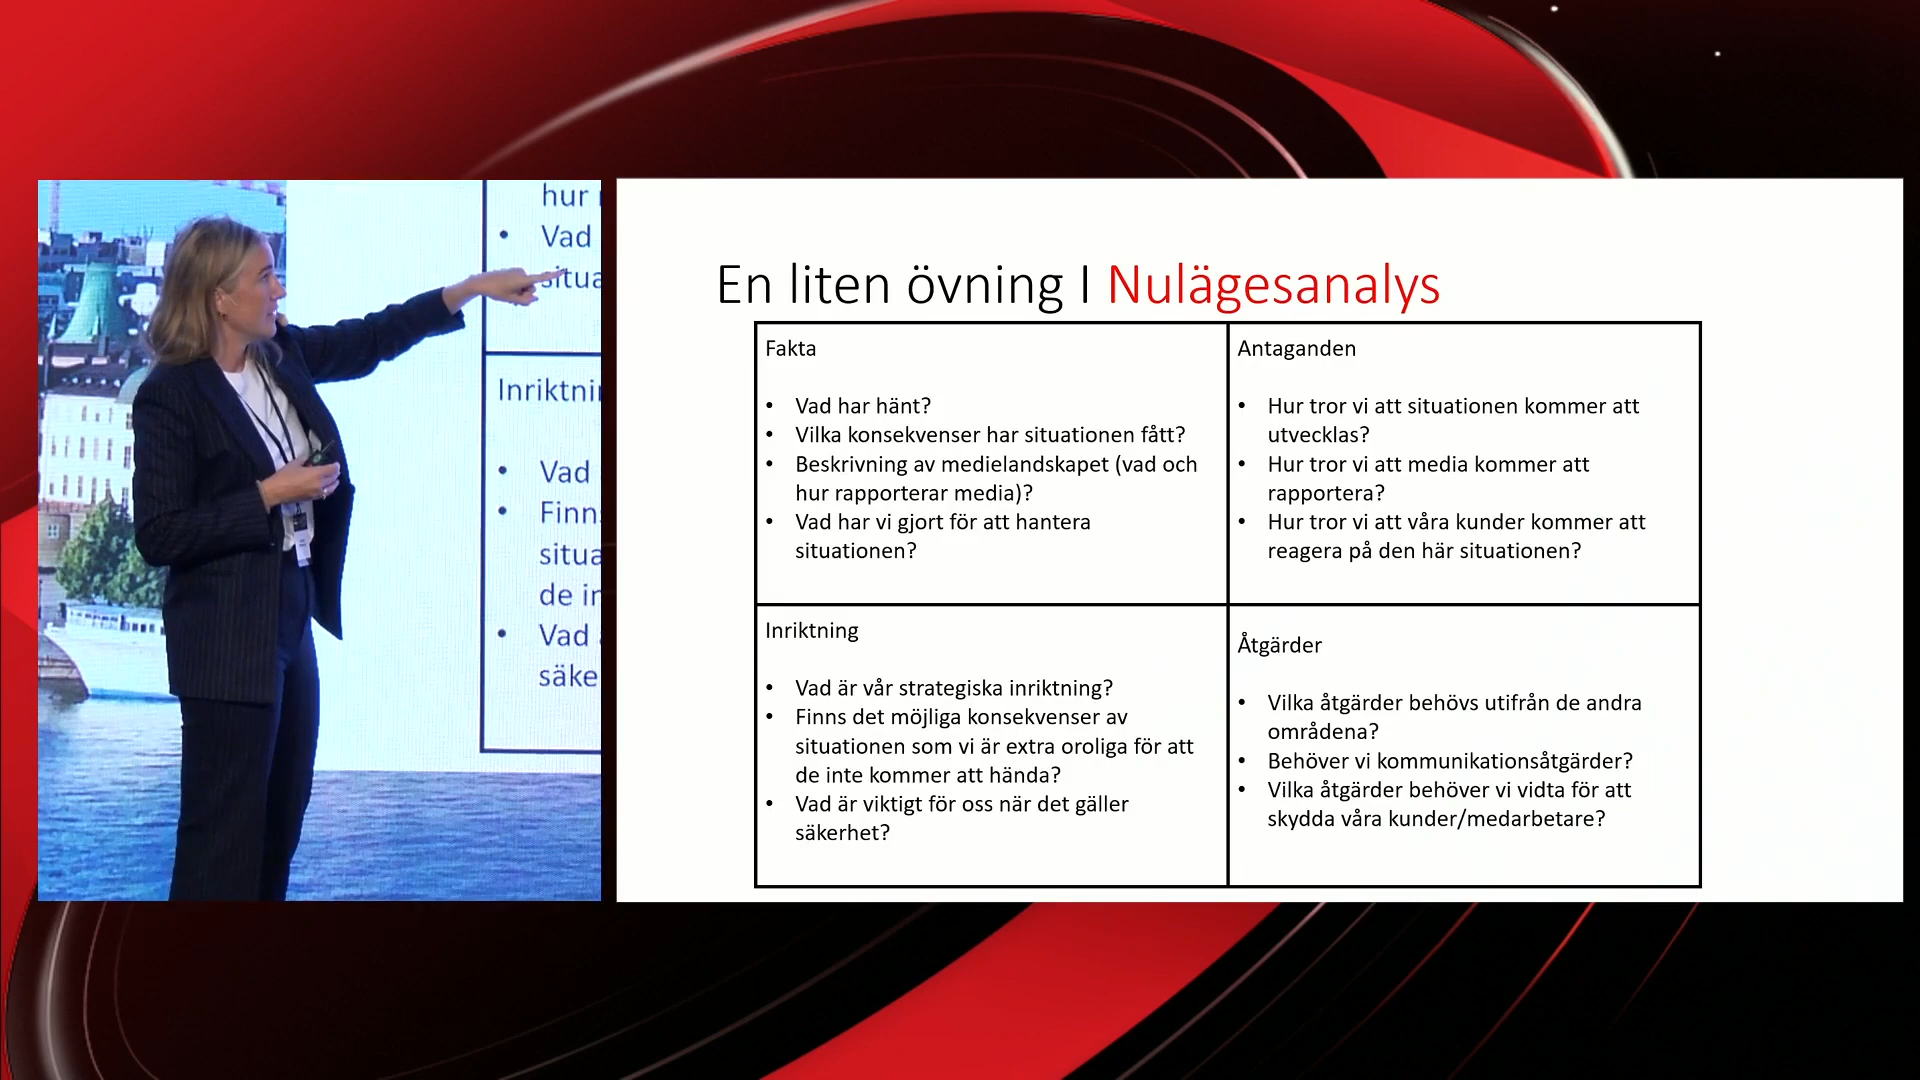 hur
• Vad
situa
Inriktni
• Vad
• Finn
situa
de in
• Vad
säke
En liten övning I Nulägesanalys
Fakta
• Vad har hänt?
• Vilka konsekvenser har situationen fått?
• Beskrivning av medielandskapet (vad och
hur rapporterar media)?
• Vad har vi gjort för att hantera
situationen?
Antaganden
• Hur tror vi att situationen kommer att
utvecklas?
• Hur tror vi att media kommer att
rapportera?
• Hur tror vi att våra kunder kommer att
reagera på den här situationen?
Inriktning
• Vad är vår strategiska inriktning?
• Finns det möjliga konsekvenser av
situationen som vi är extra oroliga för att
de inte kommer att hända?
• Vad är viktigt för oss när det gäller
säkerhet?
Åtgärder
• Vilka åtgärder behövs utifrån de andra
områdena?
• Behöver vi kommunikationsåtgärder?
• Vilka åtgärder behöver vi vidta för att
skydda våra kunder/medarbetare?